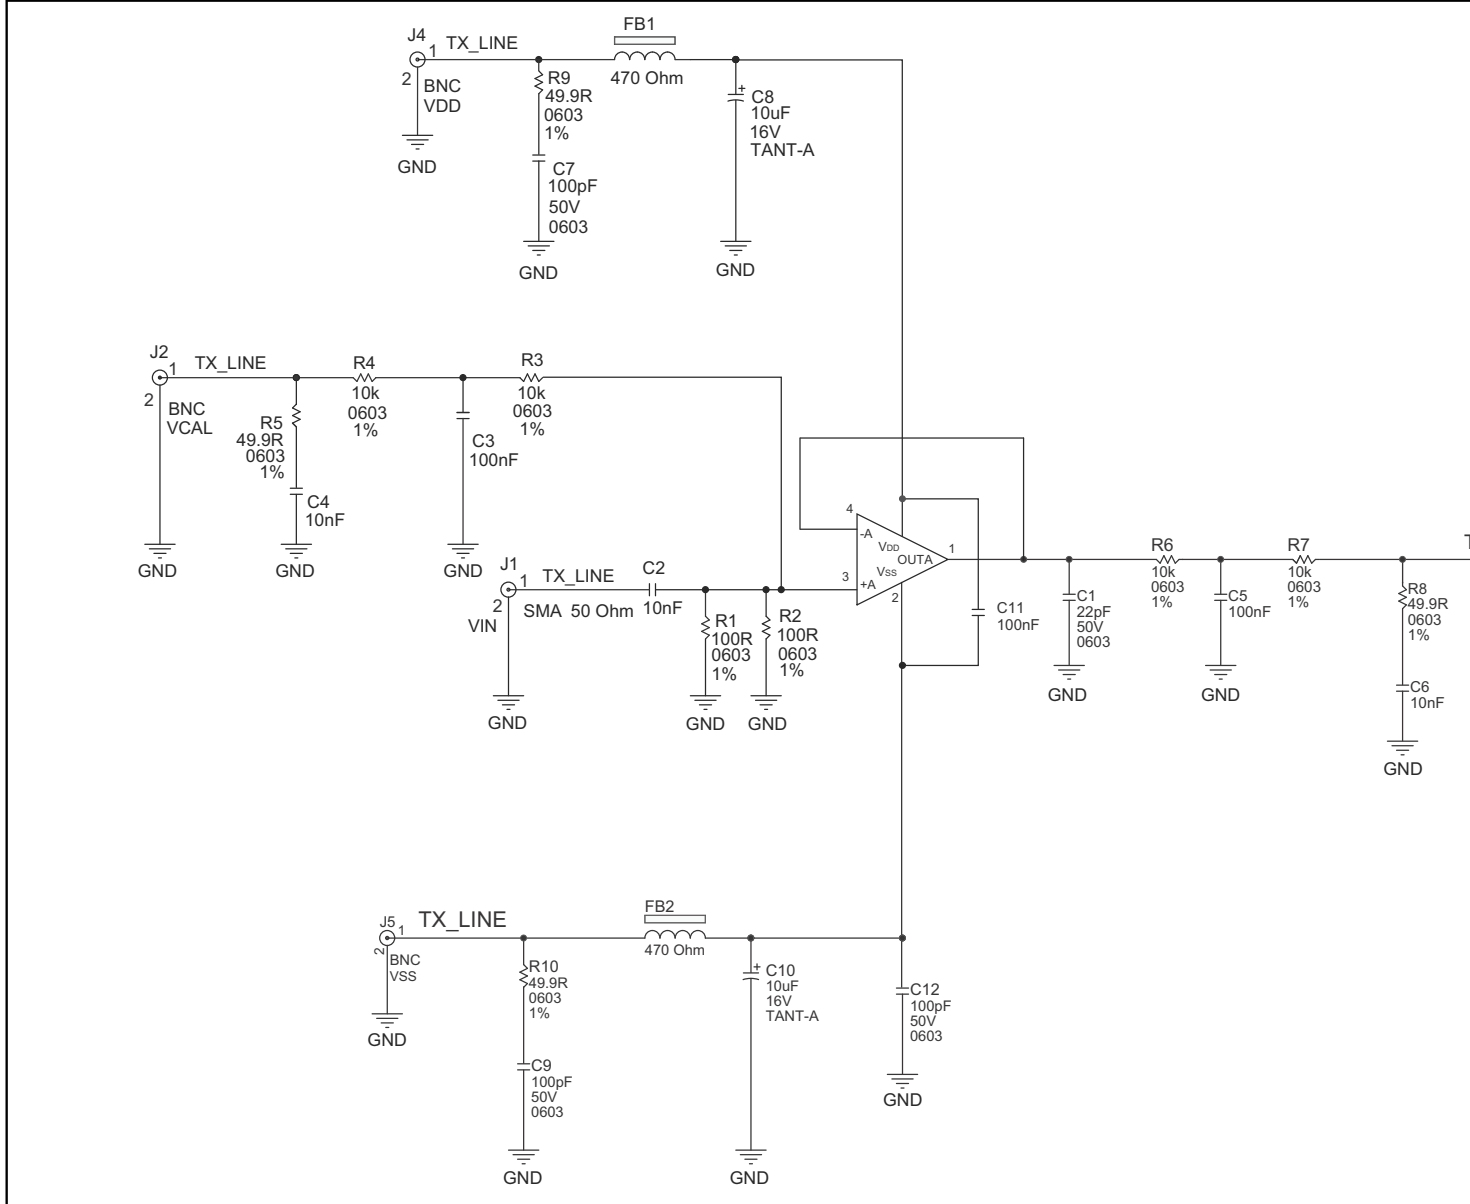 FB1
J4
1 TX_LINE
2
BNC
VDD
GND
R9
49.9R
0603
1%
470 Ohm
+
C8
10uF
16V
TANT-A
C7
100pF
50V
0603
GND
GND
J2
1 TX_LINE
2
BNC
VCAL
R4
10k
0603
1%
R3
10k
0603
1%
R5
49.9R
0603
1%
C3
100nF
C4
10nF
GND
GND
GND
J1
1 TX_LINE
2
SMA 50 Ohm
VIN
C2
10nF
R1
100R
0603
1%
R2
100R
0603
1%
GND
GND
GND
4
-A
VDD
OUTA
1
VSS
3
+A
2
C11
100nF
C1
22pF
50V
0603
GND
R6
10k
0603
1%
C5
100nF
GND
R7
10k
0603
1%
R8
49.9R
0603
1%
C6
10nF
GND
J5
1 TX_LINE
2
BNC
VSS
GND
FB2
470 Ohm
R10
49.9R
0603
1%
+
C10
10uF
16V
TANT-A
C12
100pF
50V
0603
GND
C9
100pF
50V
0603
GND
GND